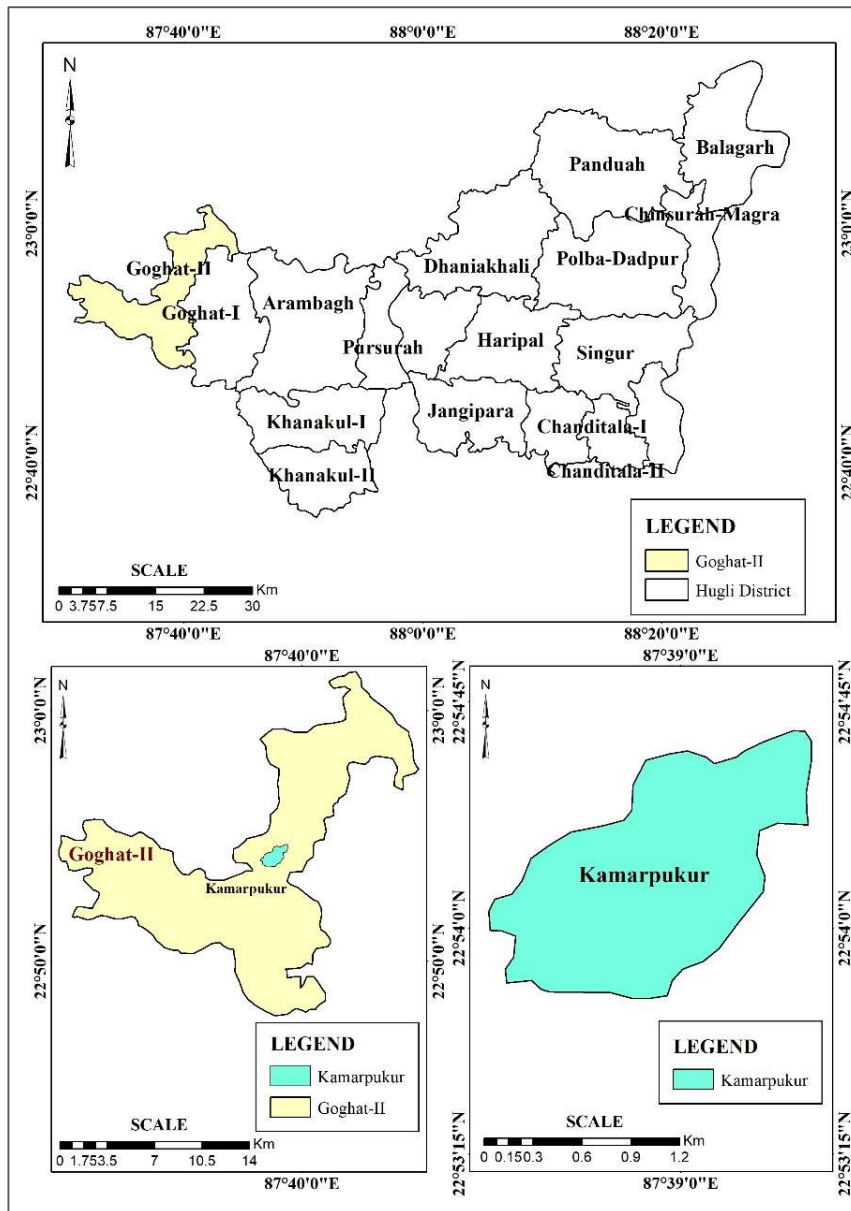 87°40'0"E 88°0'0"E 88°20'0"E
N
23°0'0"N
22°40'0"N
23°0'0"N
22°40'0"N
Balagarh
Panduah
Chinsurah-Magra
Goghat-II
Dhaniakhali
Polba-Dadpur
Goghat-I
Arambagh
Pursurah
Haripal
Singur
Khanakul-I
Jangipara
Chanditala-I
Khanakul-II
Chanditala-II
LEGEND
Goghat-II
Hugli District
SCALE
Km
0 3.757.5 15 22.5 30
87°40'0"E 88°0'0"E 88°20'0"E
87°40'0"E
N
23°0'0"N
22°50'0"N
23°0'0"N
22°50'0"N
Goghat-II
Kamarpukur
LEGEND
Kamarpukur
Goghat-II
SCALE
Km
0 1.753.5 7 10.5 14
87°40'0"E
87°39'0"E
N
22°54'45"N
22°54'0"N
22°53'15"N
22°54'45"N
22°54'0"N
22°53'15"N
Kamarpukur
LEGEND
Kamarpukur
SCALE
Km
0 0.150.3 0.6 0.9 1.2
87°39'0"E